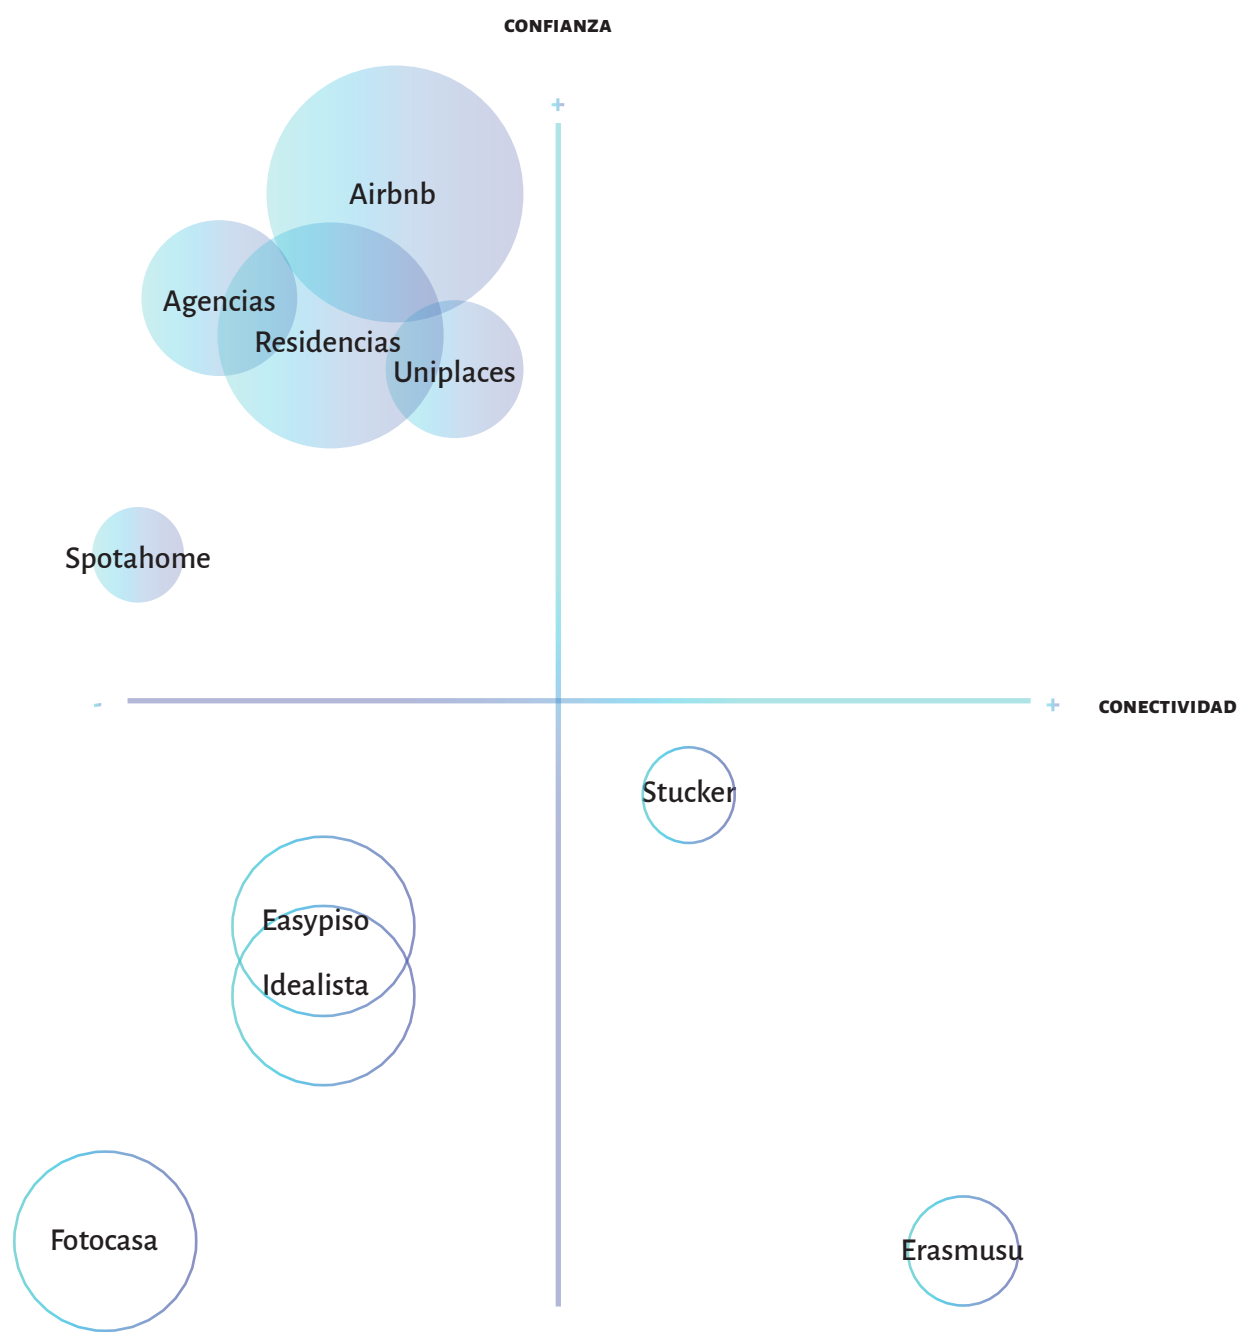 CONFIANZA
+
Airbnb
Agencias
Residencias
Uniplaces
Spotahome
-
+
CONECTIVIDAD
Stucker
Easypiso
Idealista
Fotocasa
Erasmusu